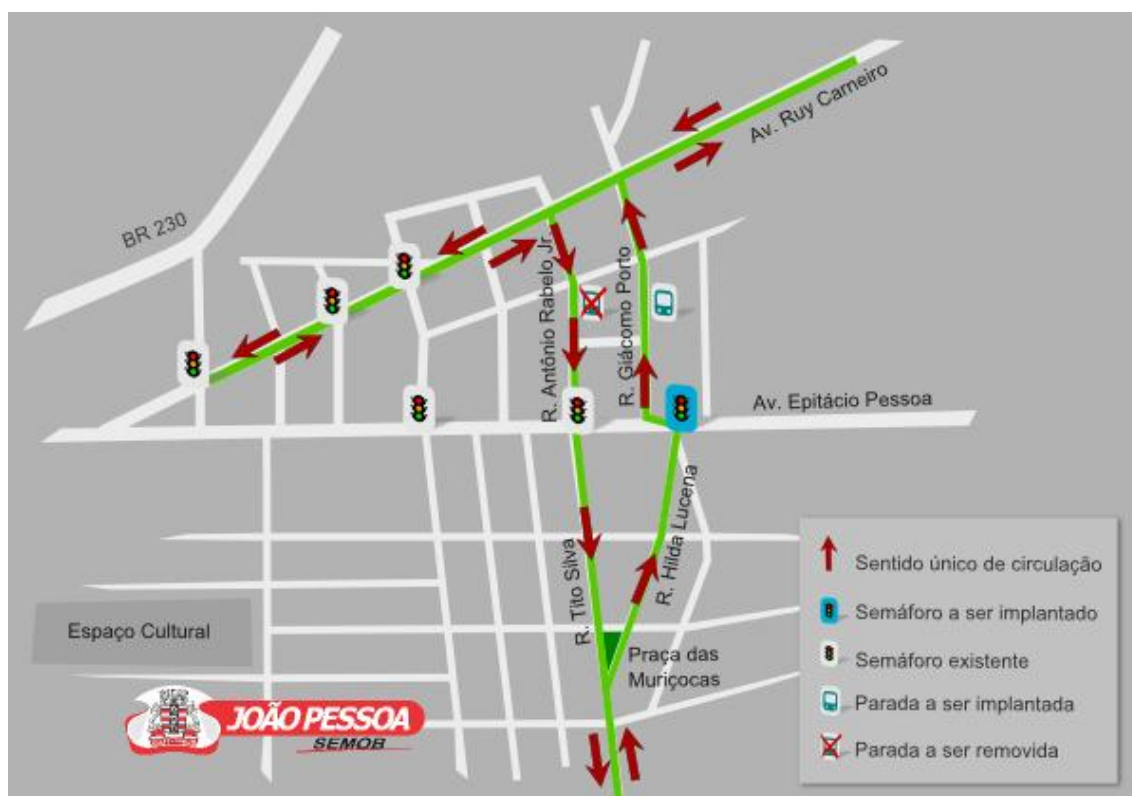 Av. Ruy Carneiro
BR 230
R. Antônio Rabelo Jr.
R. Giácomo Porto
Av. Epitácio Pessoa
R. Tito Silva
R. Hilda Lucena
Espaço Cultural
Praça das
Muriçocas
JOÃO PESSOA
SEMOB
Sentido único de circulação
Semáforo a ser implantado
Semáforo existente
Parada a ser implantada
Parada a ser removida